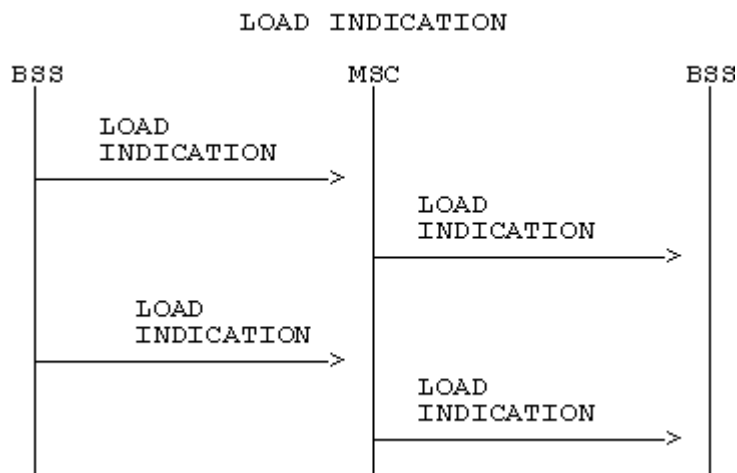 LOAD INDICATION
BSS MSC BSS
LOAD
INDICATION
LOAD
INDICATION
LOAD
INDICATION
LOAD
INDICATION